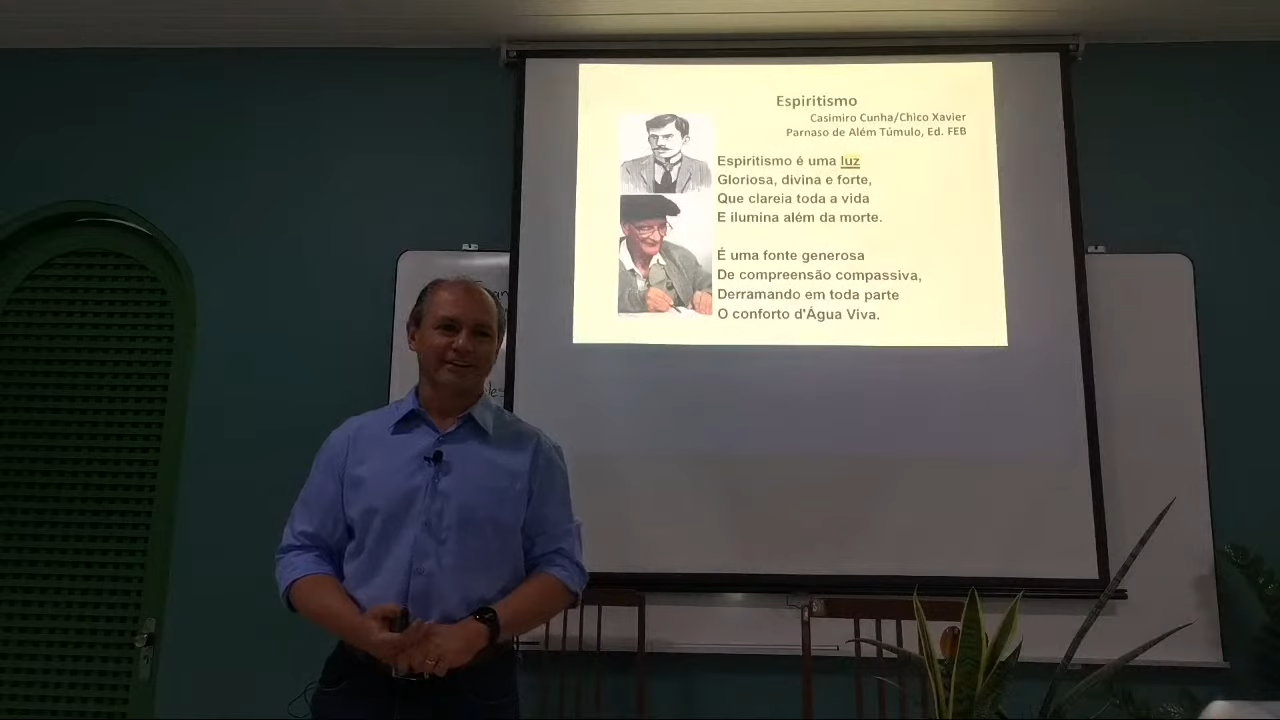 Espiritismo
Casimiro Cunha/Chico Xavier
Parnaso de Além Túmulo, Ed. FEB
Espiritismo é uma luz
Gloriosa, divina e forte,
Que clareia toda a vida
E ilumina além da morte.
É uma fonte generosa
De compreensão compassiva,
Derramando em toda parte
O conforto d'Água Viva.